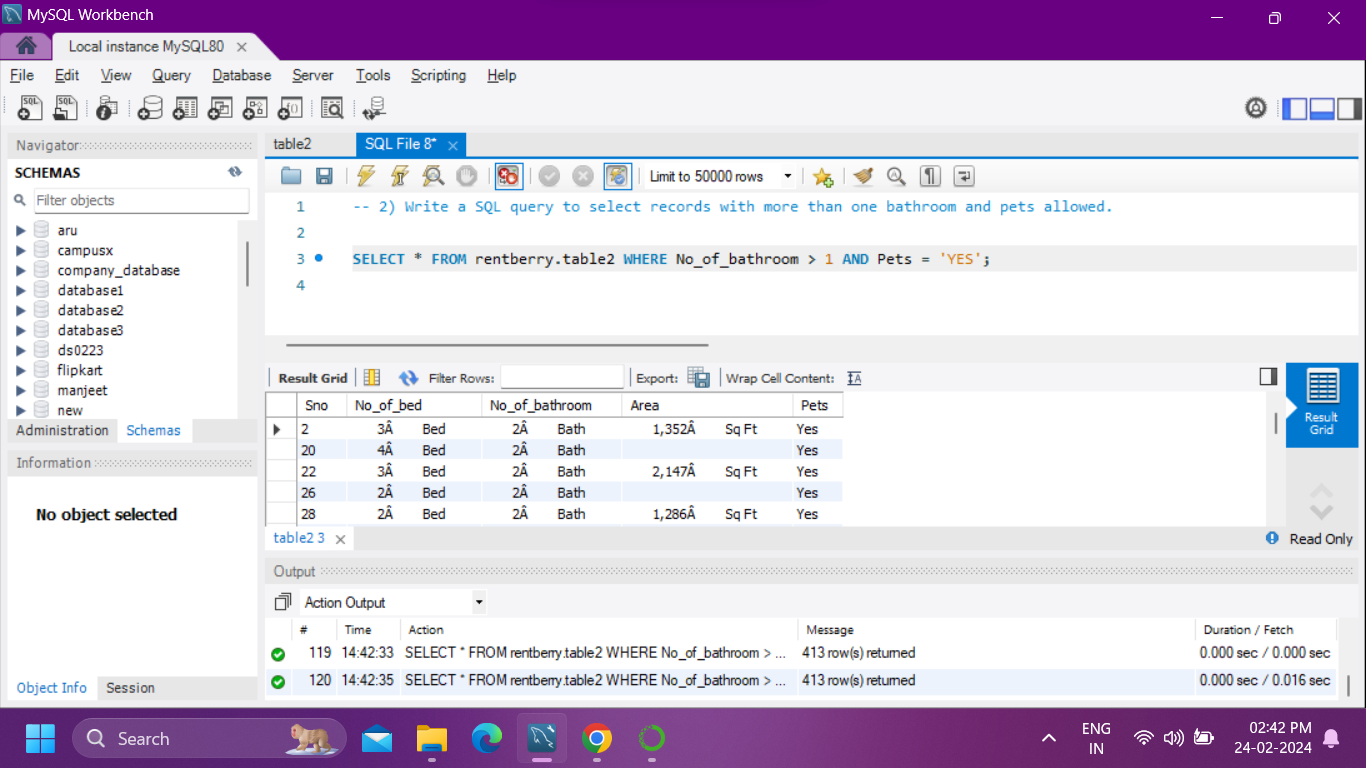 MySQL Workbench
Local instance MySQL80
File Edit View Query Database Server Tools Scripting Help
Navigator
SCHEMAS
Filter objects
aru
campusx
company_database
database1
database2
database3
ds0223
flipkart
manjeet
new
Administration Schemas
Information
No object selected
Object Info Session
table2 SQL File 8*
Limit to 50000 rows
1 -- 2) Write a SQL query to select records with more than one bathroom and pets allowed.
2
3 SELECT * FROM rentberry.table2 WHERE No_of_bathroom > 1 AND Pets = 'YES';
4
Result Grid Filter Rows: Export: Wrap Cell Content:
Sno No_of_bed No_of_bathroom Area Pets
2 3Â Bed 2Â Bath 1,352Â Sq Ft Yes
20 4Â Bed 2Â Bath Yes
22 3Â Bed 2Â Bath 2,147Â Sq Ft Yes
26 2Â Bed 2Â Bath Yes
28 2Â Bed 2Â Bath 1,286Â Sq Ft Yes
Result
Grid
table2 3
Read Only
Output
Action Output
# Time Action Message Duration / Fetch
119 14:42:33 SELECT * FROM rentberry.table2 WHERE No_of_bathroom > ... 413 row(s) returned 0.000 sec / 0.000 sec
120 14:42:35 SELECT * FROM rentberry.table2 WHERE No_of_bathroom > ... 413 row(s) returned 0.000 sec / 0.016 sec
Search
ENG
IN
02:42 PM
24-02-2024